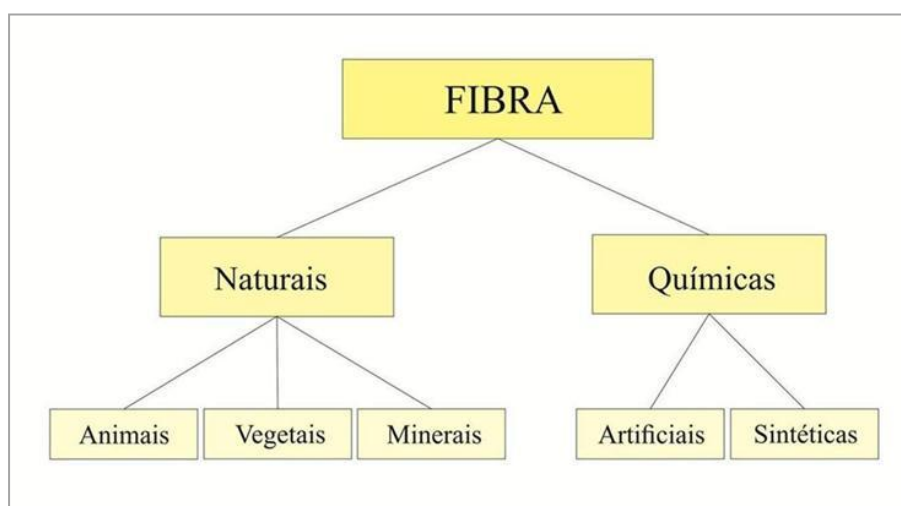 FIBRA
Naturais
Químicas
Animais
Vegetais
Minerais
Artificiais
Sintéticas